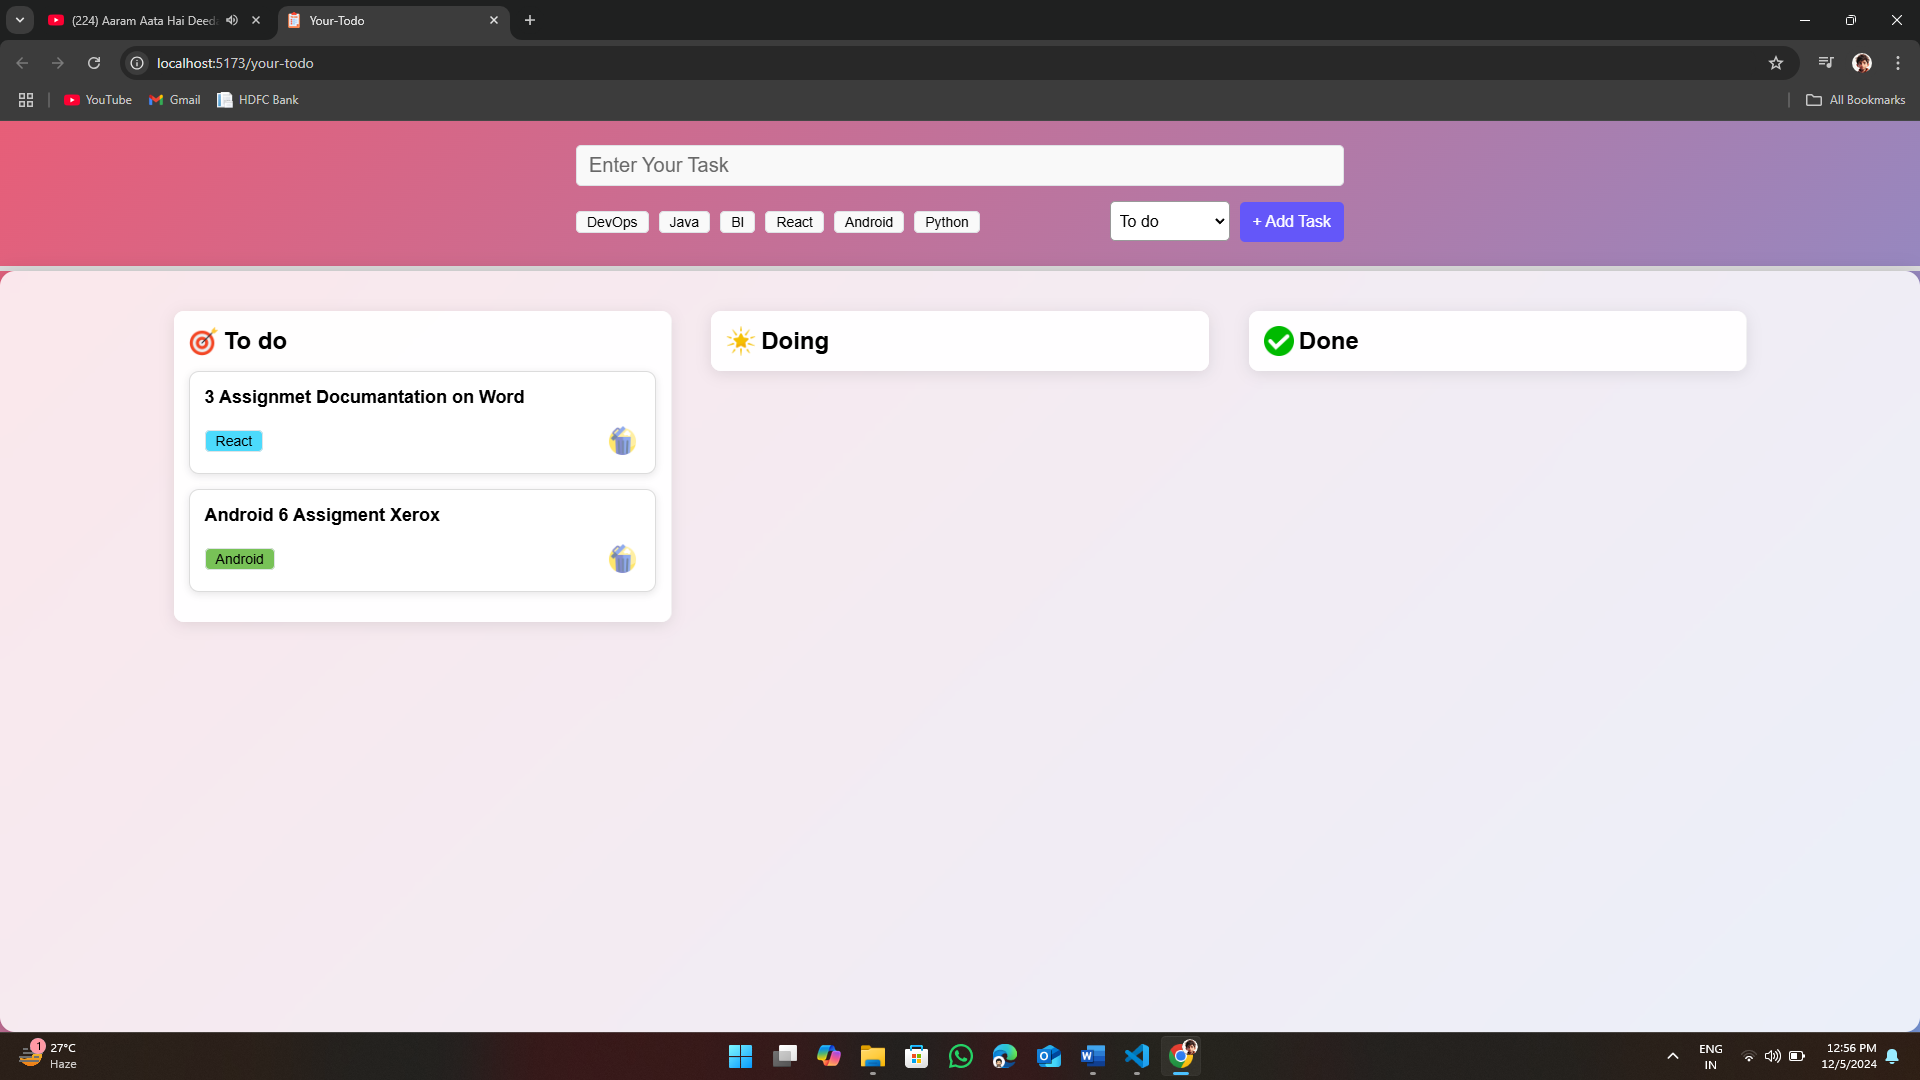 (224) Aaram Aata Hai Deeda
Your-Todo
localhost:5173/your-todo
YouTube
Gmail
HDFC Bank
All Bookmarks
Enter Your Task
DevOps
Java
BI
React
Android
Python
To do
+ Add Task
To do
3 Assignmet Documantation on Word
React
Android 6 Assigment Xerox
Android
Doing
Done
1
27°C
Haze
ENG
IN
12:56 PM
12/5/2024